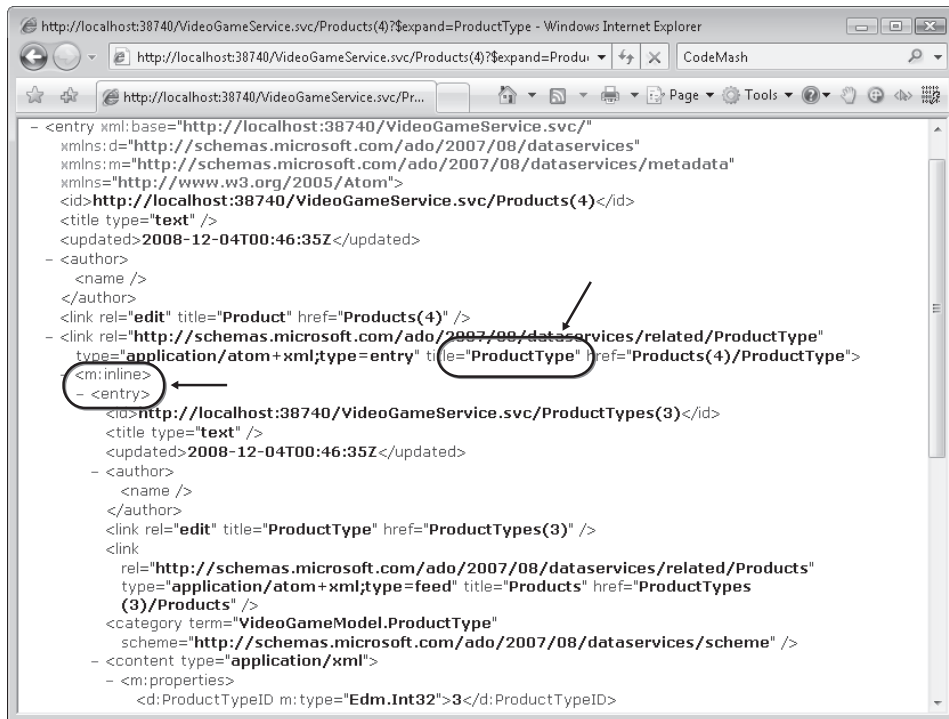 http://localhost:38740/VideoGameService.svc/Products(4)?$expand=ProductType - Windows Internet Explorer
http://localhost:38740/VideoGameService.svc/Products(4)?$expand=Produ
CodeMash
http://localhost:38740/VideoGameService.svc/Pr...
Page
Tools
- <entry xml:base="http://localhost:38740/VideoGameService.svc/"
xmlns:d="http://schemas.microsoft.com/ado/2007/08/dataservices"
xmlns:m="http://schemas.microsoft.com/ado/2007/08/dataservices/metadata"
xmlns="http://www.w3.org/2005/Atom">
<id>http://localhost:38740/VideoGameService.svc/Products(4)</id>
<title type="text" />
<updated>2008-12-04T00:46:35Z</updated>
- <author>
<name />
</author>
<link rel="edit" title="Product" href="Products(4)" />
- <link rel="http://schemas.microsoft.com/ado/2007/08/dataservices/related/ProductType"
type="application/atom+xml;type=entry" title="ProductType" href="Products(4)/ProductType">
- <m:inline>
- <entry>
<id>http://localhost:38740/VideoGameService.svc/ProductTypes(3)</id>
<title type="text" />
<updated>2008-12-04T00:46:35Z</updated>
- <author>
<name />
</author>
<link rel="edit" title="ProductType" href="ProductTypes(3)" />
<link
rel="http://schemas.microsoft.com/ado/2007/08/dataservices/related/Products"
type="application/atom+xml;type=feed" title="Products" href="ProductTypes
(3)/Products" />
<category term="VideoGameModel.ProductType"
scheme="http://schemas.microsoft.com/ado/2007/08/dataservices/scheme" />
- <content type="application/xml">
- <m:properties>
<d:ProductTypeID m:type="Edm.Int32">3</d:ProductTypeID>